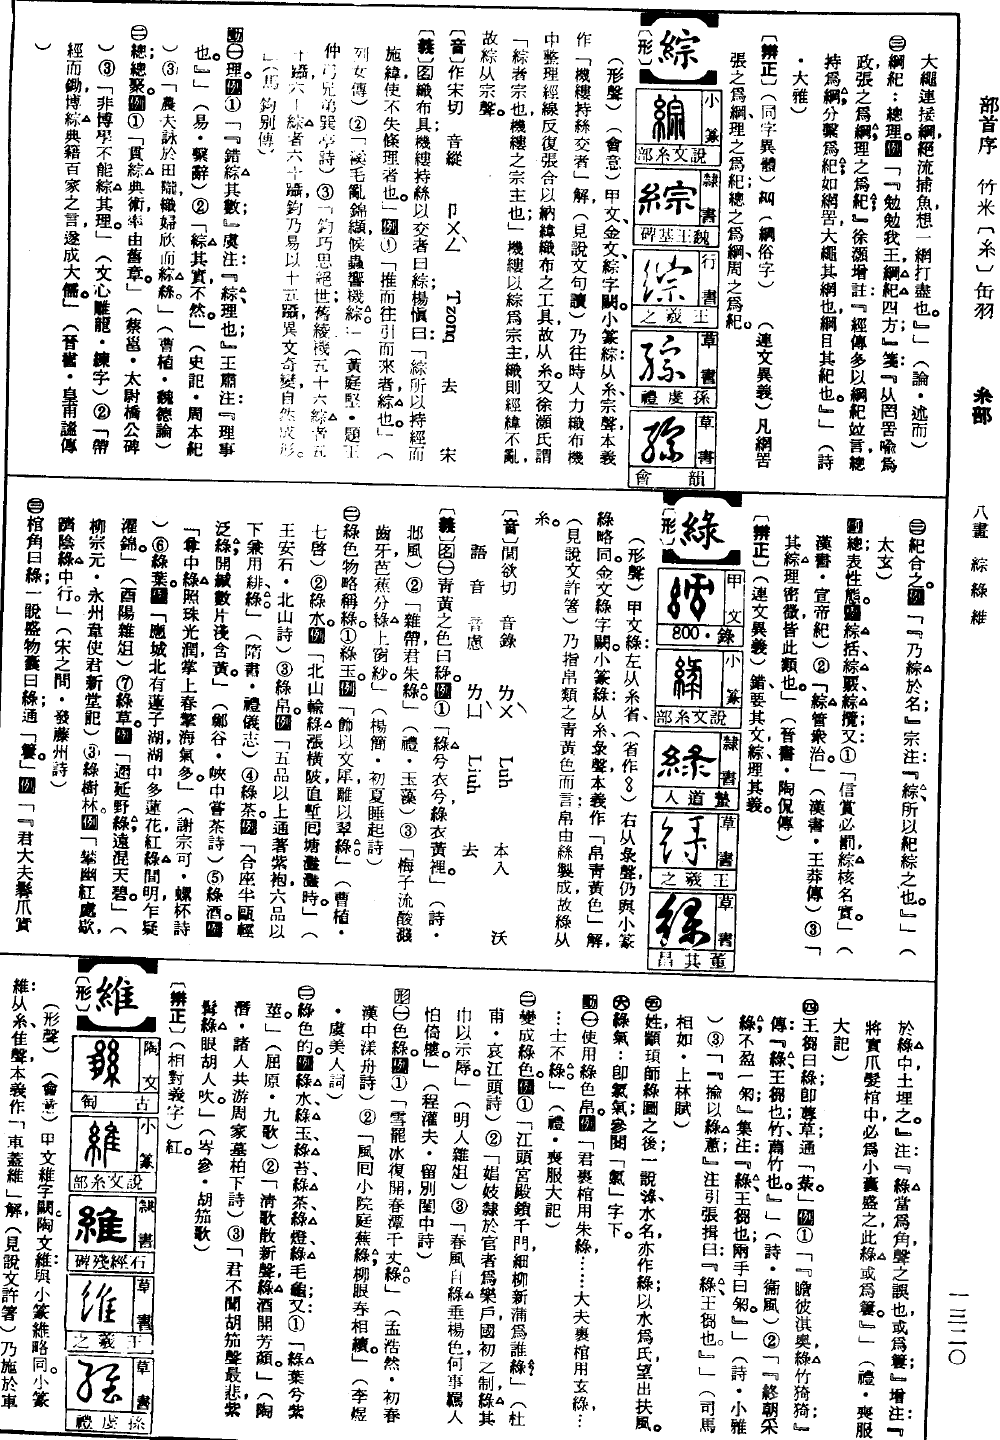 部首序　竹米〔糸〕缶羽　糸部　八畫　綜綠維
一三二〇
大繩連接網絕流捕魚想一網打盡也。」（論・述而）
㊂綱紀：總理。例「『勉勉我王綱紀四方』箋『以罔罟喻為
政張之為綱理之為紀』徐灝增註『經傳多以綱紀竝言總
持為綱，分繫為紀如網罟大繩其綱也網目其紀也。』」（詩
・大雅）
〔辨正〕（同字異體）（綱俗字）（連文異義）凡網罟
張之為綱理之為紀總之為綱周之為紀。
綜
〔形〕
小篆　說文糸部
隸書　魏王基碑
行書　王羲之
草書　孫虔禮
草書　韻會
（形聲）（會意）甲文、金文、綜字闕。小篆綜：从糸、宗聲本義
作「機縷持絲交者」解，（見說文句讀）乃往時人力織布機
中整理經線反復張合以納緯織布之工具故从糸。又徐灝氏謂
「綜者宗也機縷之宗主也」機縷以綜為宗主織則經緯不亂，
故綜从宗聲。
〔音〕作宋切　音縱　ㄗㄨㄥˋ　Tzonq　去　宋
〔義〕名織布具機縷持絲以交者曰綜楊慎曰「綜所以持經而
施緯使不失條理者也。」例①「推而往引而來者綜也」（
列女傳）②「溪毛亂錦纈候蟲響機綜」（黃庭堅・題王
仲弓兄弟巽亭詩）③「鈞巧思絕世舊綾機五十六綜者五
十躡六十綜者六十躡鈞乃易以十五躡異文奇變自然成形。
」（馬鈞別傳）
動㊀理。例①「『錯綜其數』虞注：『綜理也』王肅注：『理事
也。』」（易・繫辭）②「綜其實不然。」（史記・周本紀
）③「農夫詠於田隴織婦欣而綜絲。」（曹植・魏德論）
㊁總；總聚。例①「貫綜典術率由舊章。」（蔡邕・太尉橋公碑
）②「非博學不能綜其理。」（文心雕龍・練字）③「帶
經而鋤博綜典籍百家之言遂成大儒。」（晉書・皇甫謐傳
）
㊂紀合之。例「『乃綜於名』宗注：『綜所以紀綜之也。』」（
太玄）
副總；表性態例綜括綜覈綜攬又①「信賞必罰綜核名實。」（
漢書・宣帝紀）②「綜管眾治。」（漢書・王莽傳）③「
其綜理密微皆此類也。」（晉書・陶侃傳）
〔辨正〕（連文異義）錯：要其文綜；理其義。
綠
〔形〕
甲文　錄・800
小篆　說文糸部
隸書　蟄道人
草書　王羲之
草書　董其昌
（形聲）甲文綠：左从糸省、（省作）右从彔聲仍與小篆
綠略同。金文綠字闕。小篆綠：从糸彔聲本義作「帛青黃色」解，
（見說文許箸）乃指帛類之青黃色而言帛由絲製成故綠从
糸。
〔音〕閭欲切　音錄　ㄌㄨˋ　Luh　本入　沃
語音　音慮　ㄌㄩˋ　Liuh　去
〔義〕名㊀青黃之色曰綠。例①「綠兮衣兮綠衣黃裡。」（詩・
邶風）②「雜帶君朱綠。」（禮・玉藻）③「梅子流酸濺
齒牙芭蕉分綠上窗紗。」（楊簡・初夏睡起詩）
㊁綠色物略稱綠①綠玉。例「飾以文犀雕以翠綠」（曹植・
七啓）②綠水。例「北山輸綠漲橫陂直塹回塘灩灩時。」（
王安石・北山詩）③綠帛。例「五品以上通著紫袍六品以
下兼用緋綠。」（隋書・禮儀志）④綠茶。例「合座半甌輕
泛綠開緘數片淺含黃」（鄭谷・峽中嘗茶詩）⑤綠酒。例
「尊中綠照珠光潤掌上春擎海氣多。」（謝宗可・螺杯詩
）⑥綠葉。例「應城北有蓮子湖湖中多蓮花紅綠間明乍疑
濯錦。」（酉陽雜俎）⑦綠草。例「邇延野綠遠混天碧。」（
柳宗元・永州韋使君新堂記）⑧綠樹林。例「攀幽紅處歇，
躋險綠中行。」（宋之問・發藤州詩）
㊂棺角曰綠；一說盛物囊曰綠通「簍」例「『君大夫鬊爪實
於綠中土埋之。』注：『綠當為角聲之誤也或為簍』增注：『
將實爪髮棺中必為小囊盛之此綠或為簍』」（禮・喪服
大記）
㊃王芻曰綠即蓐草通「菉」例①「『瞻彼淇奧綠竹猗猗』
傳：『綠王芻也竹萹竹也。』」（詩・衛風）②「『終朝采
綠不盈一匊』集注：『綠王芻也兩手曰匊。』」（詩・小雅
）③「『揜以綠蕙』注引張揖曰：『綠王芻也。』」（司馬
相如・上林賦）
㊄姓顓頊師綠圖之後；一說淥水名亦作綠以水為氏望出扶風。
㊅綠氣：即氯氣參閱「氯」字下。
動㊀使用綠色帛。例「君裏棺用朱綠……大夫裏棺用玄綠…
…士不綠」（禮・喪服大記）
㊁變成綠色。例①「江頭宮殿鎖千門細柳新蒲為誰綠」（杜
甫・哀江頭詩）②「娼妓隸於官者為樂戶國初之制綠其
巾以示辱」（明人雜俎）③「春風自綠垂楊色何事羈人
怕倚樓。」（程灌夫・留別閨中詩）
形㊀色綠。例①「雪罷冰復開春潭千丈綠。」（孟浩然・初春
漢中漾舟詩）②「風回小院庭蕪綠柳眼春相續。」（李煜
・虞美人詞）
㊁綠色的。例綠水、綠玉、綠苔、綠茶、綠燈、綠毛龜；又①「綠葉兮紫
莖」（屈原・九歌）②「清歌散新聲綠酒開芳顏。」（陶
潛・諸人共游周家墓柏下詩）③「君不聞胡笳聲最悲紫
髯綠眼胡人吹。」（岑參・胡笳歌）
〔辨正〕（相對義字）紅。
維
〔形〕
陶文　古匋
小篆　說文糸部
隸書　石經殘碑
草書　王羲之
草書　孫虔禮
（形聲）（會意）甲文維字闕。陶文維與小篆維略同。小篆
維：从糸、隹聲本義作「車蓋維」解，（見說文許箸）乃施於車